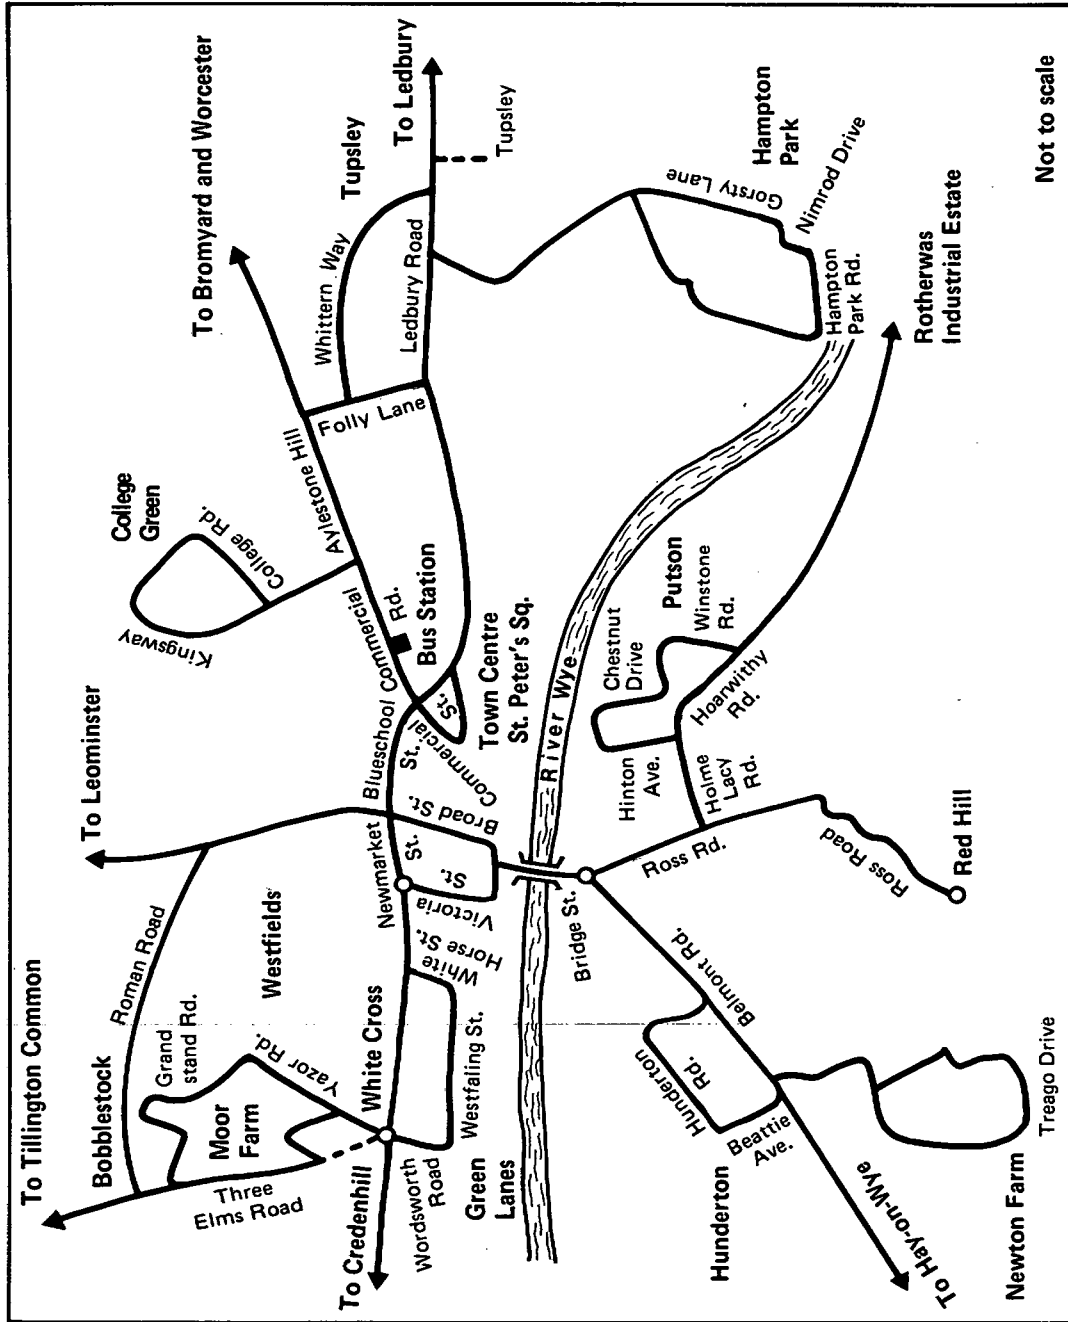 To Tillington Common
Bobblestock
Roman Road
To Leominster
Grand
stand Rd.
Moor
Farm
Westfields
Yazor Rd.
Three
Elms Road
White Cross
To Credenhill
Wordsworth
Road
Green
Lanes
Westfaling St.
White
Horse St.
Newmarket
St.
Victoria
St.
Broad St.
Blueschool
St.
Commercial
St.
Commercial
Rd.
Bus Station
Town Centre
St. Peter's Sq.
Kingsway
College Rd.
College
Green
Aylestone Hill
To Bromyard and Worcester
Folly Lane
Whittern Way
Tupsley
Ledbury Road
To Ledbury
Tupsley
Gorsty Lane
Hampton
Park
Nimrod Drive
Hampton
Park Rd.
River Wye
Bridge St.
Hunderton
Hunderton
Rd.
Beattie
Ave.
Belmont Rd.
To Hay-on-Wye
Newton Farm
Treago Drive
Ross Rd.
Ross Road
Red Hill
Holme
Lacy
Rd.
Hinton
Ave.
Chestnut
Drive
Putson
Winstone
Rd.
Hoarwithy
Rd.
Rotherwas
Industrial Estate
Not to scale